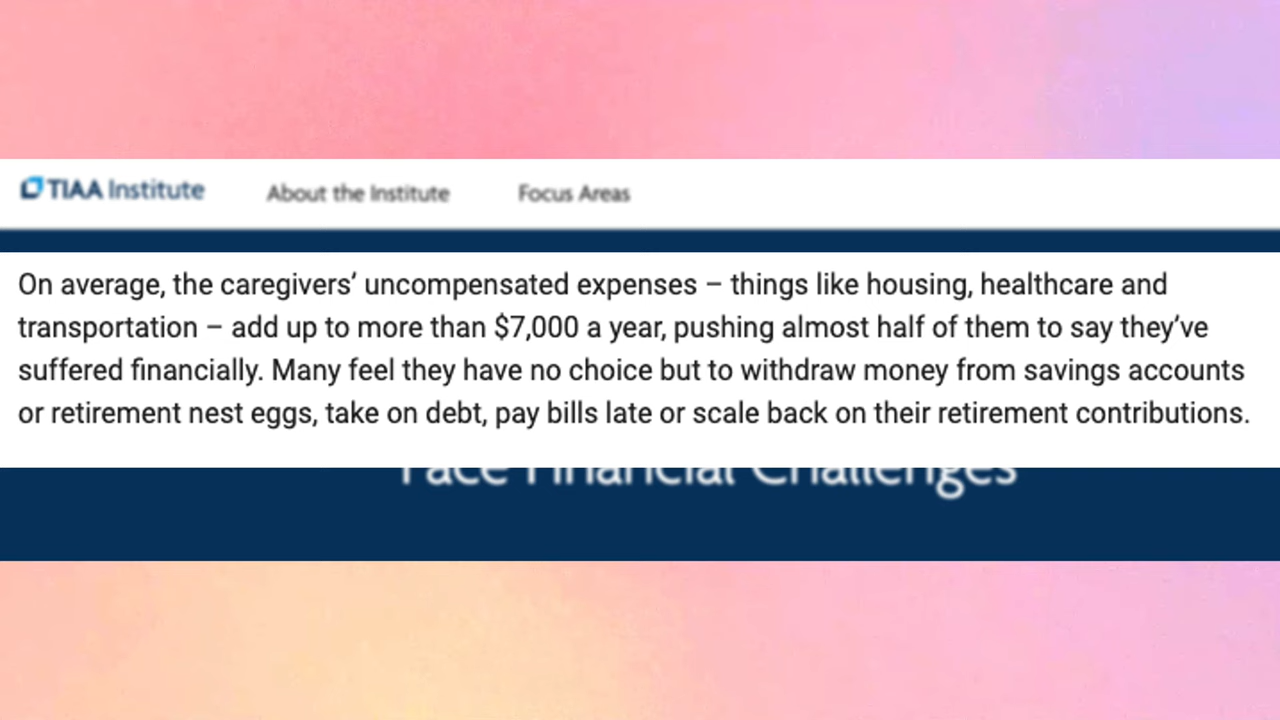 TIAA Institute About the Institute Focus Areas
On average, the caregivers’ uncompensated expenses – things like housing, healthcare and
transportation – add up to more than $7,000 a year, pushing almost half of them to say they’ve
suffered financially. Many feel they have no choice but to withdraw money from savings accounts
or retirement nest eggs, take on debt, pay bills late or scale back on their retirement contributions.
Face Financial Challenges